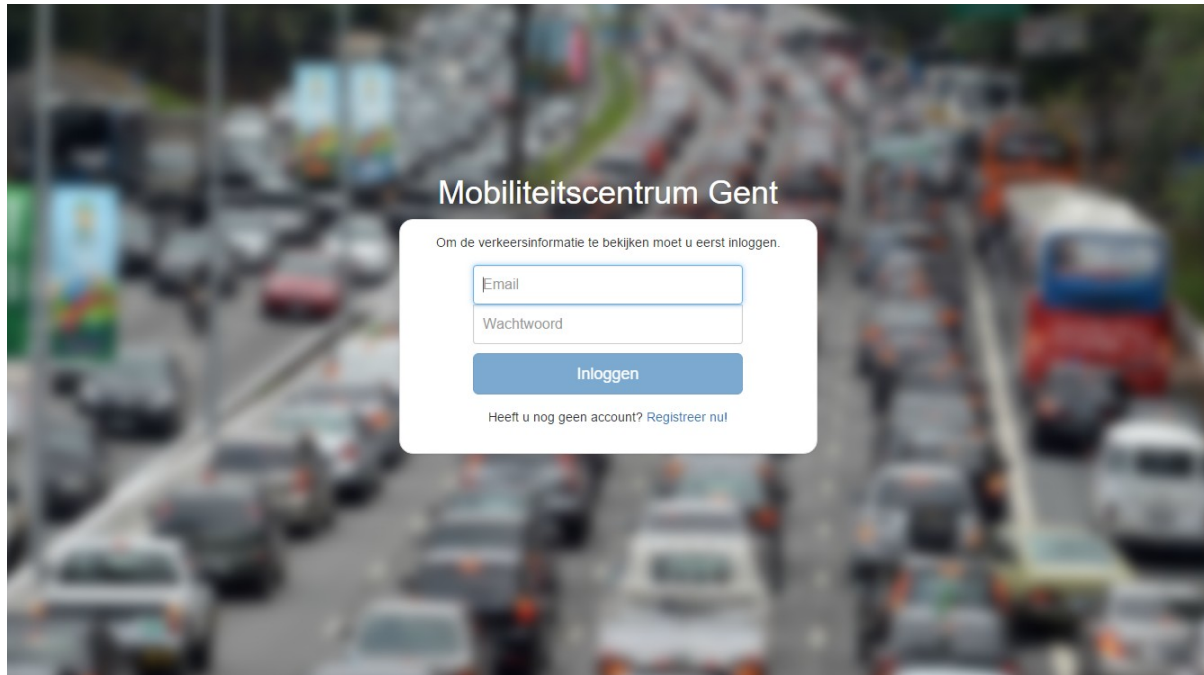 Mobiliteitscentrum Gent
Om de verkeersinformatie te bekijken moet u eerst inloggen.
Email
Wachtwoord
Inloggen
Heeft u nog geen account? Registreer nu!